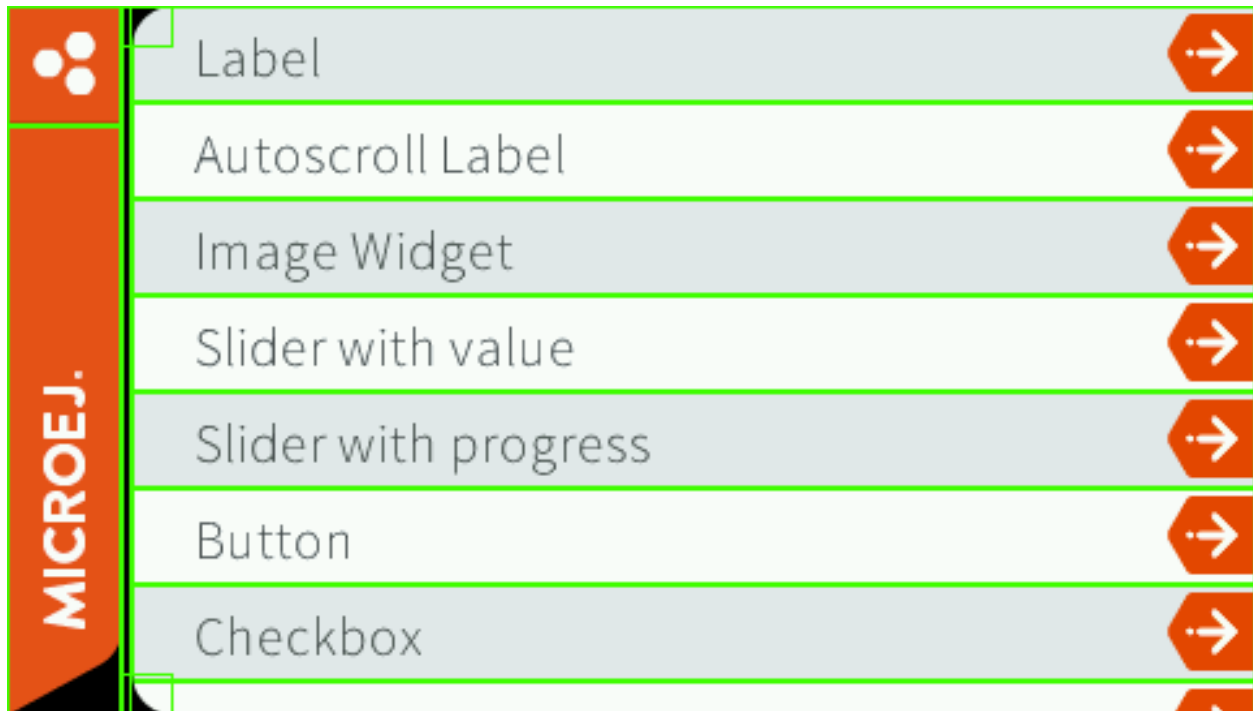 MICROEJ.
Label
Autoscroll Label
Image Widget
Slider with value
Slider with progress
Button
Checkbox